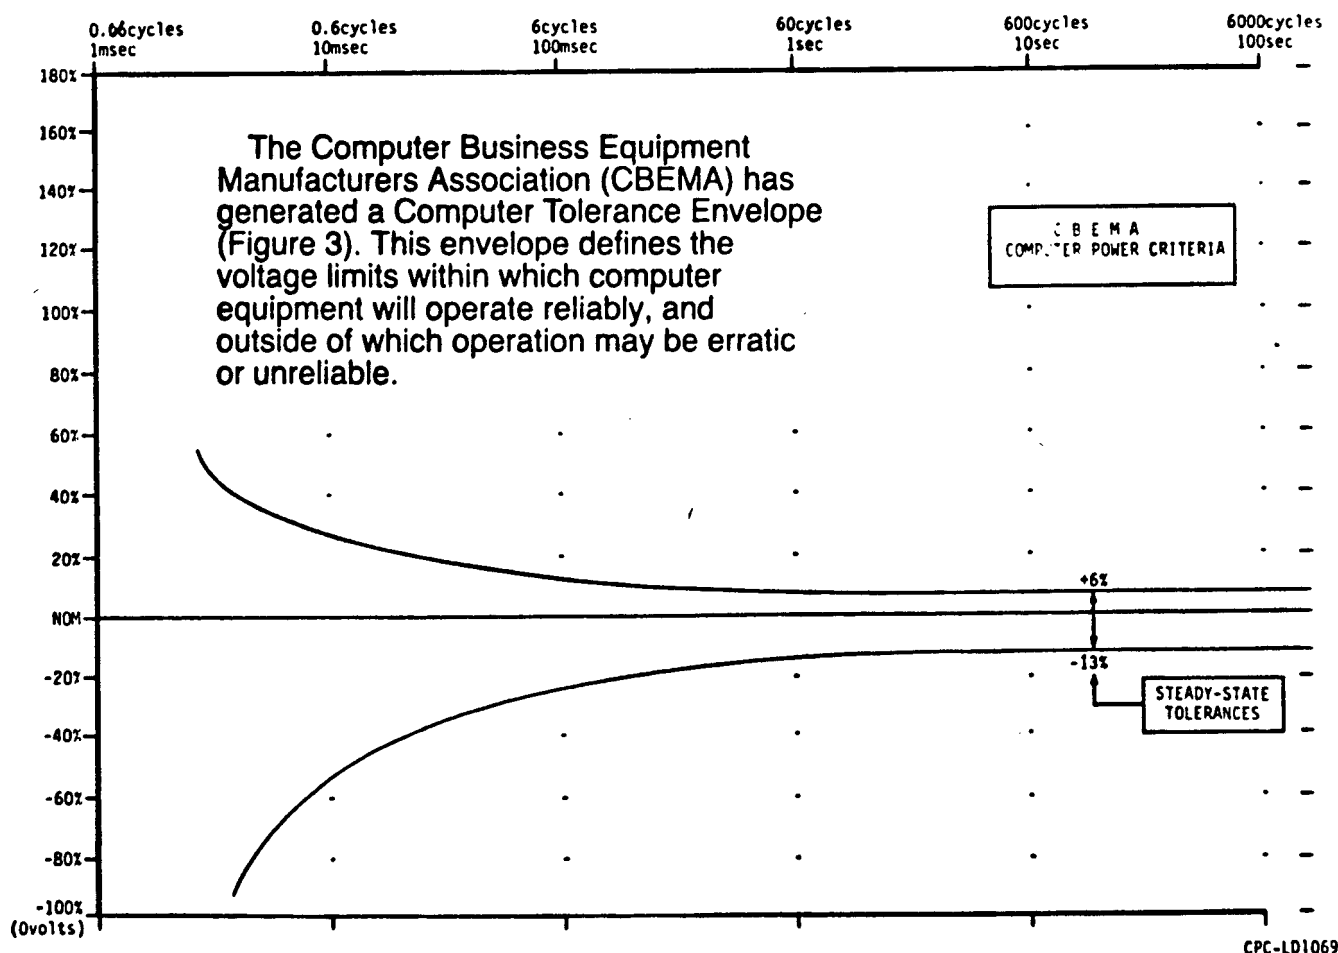 0.06cycles 0.6cycles 6cycles 60cycles 600cycles 6000cycles
1msec 10msec 100msec 1sec 10sec 100sec
180%
160%
140%
120%
100%
80%
60%
40%
20%
NOM
-20%
-40%
-60%
-80%
-100%
(0volts)
The Computer Business Equipment
Manufacturers Association (CBEMA) has
generated a Computer Tolerance Envelope
(Figure 3). This envelope defines the
voltage limits within which computer
equipment will operate reliably, and
outside of which operation may be erratic
or unreliable.
C B E M A
COMPUTER POWER CRITERIA
+6%
-13%
STEADY-STATE
TOLERANCES
CPC-LD1069